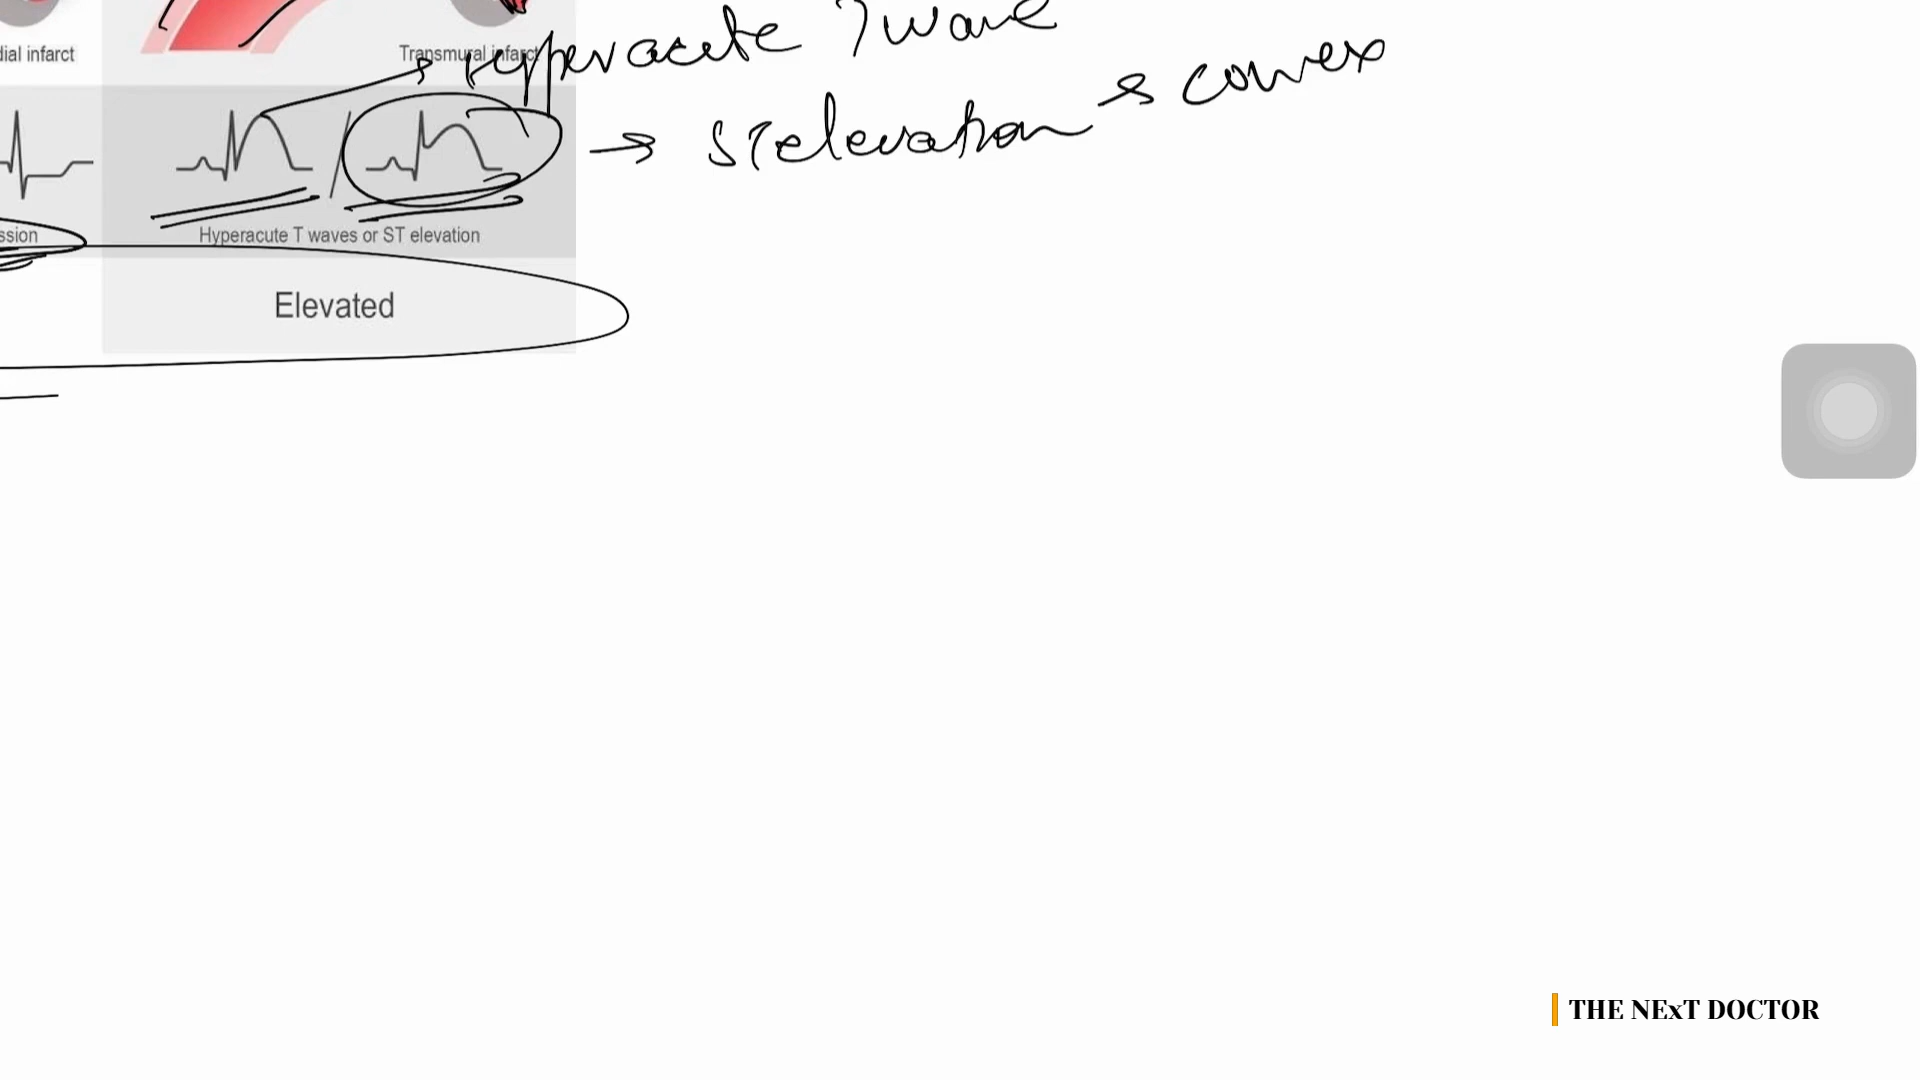 Hyperacute T wave
dial infarct
Transmural infarct
→ ST elevation → convex
ssion
Hyperacute T waves or ST elevation
Elevated
THE NExT DOCTOR